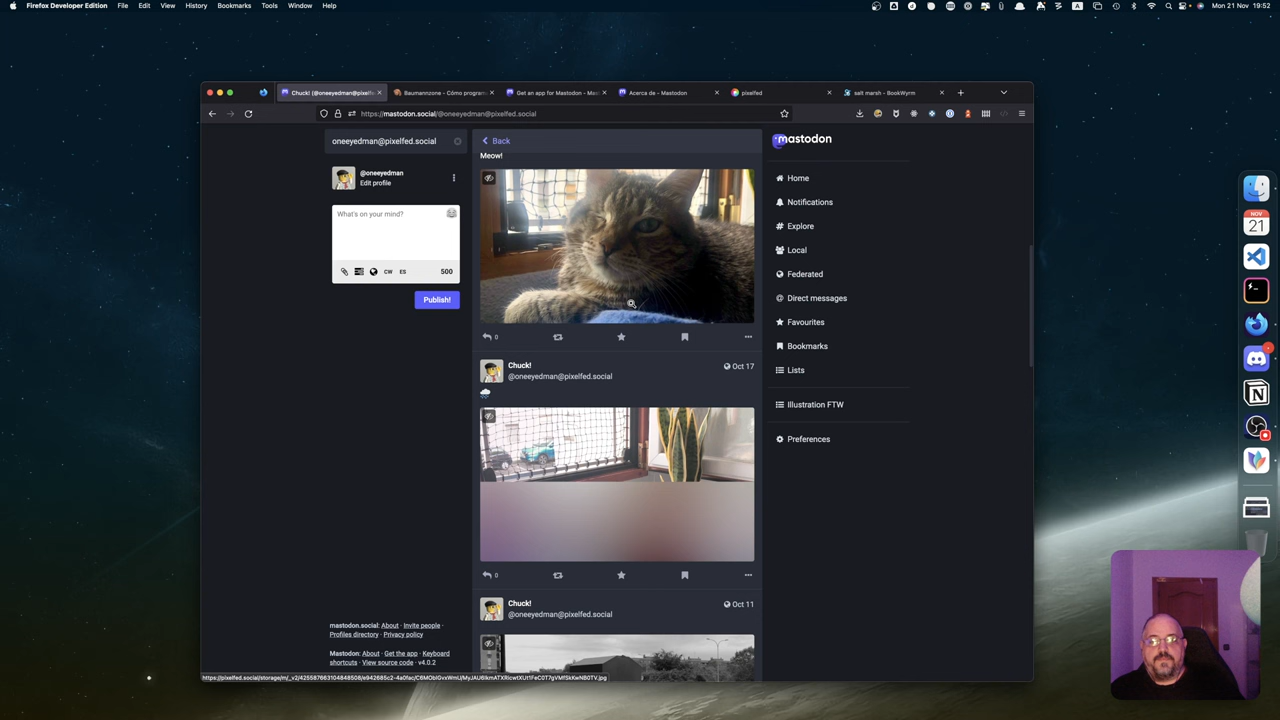 Firefox Developer Edition File Edit View History Bookmarks Tools Window Help
Mon 21 Nov 19:52
Chuck! (@oneeyedman@pixelf
Baumannzone - Cómo program
Get an app for Mastodon - Mas
Acerca de - Mastodon
pixelfed
salt marsh - BookWyrm
https://mastodon.social/@oneeyedman@pixelfed.social
oneeyedman@pixelfed.social
@oneeyedman
Edit profile
What's on your mind?
CW ES 500
Publish!
mastodon.social: About · Invite people ·
Profiles directory · Privacy policy
Mastodon: About · Get the app · Keyboard
shortcuts · View source code · v4.0.2
Back
Meow!
0
Chuck!
Oct 17
@oneeyedman@pixelfed.social
0
Chuck!
Oct 11
@oneeyedman@pixelfed.social
mastodon
Home
Notifications
Explore
Local
Federated
Direct messages
Favourites
Bookmarks
Lists
Illustration FTW
Preferences
NOV
21